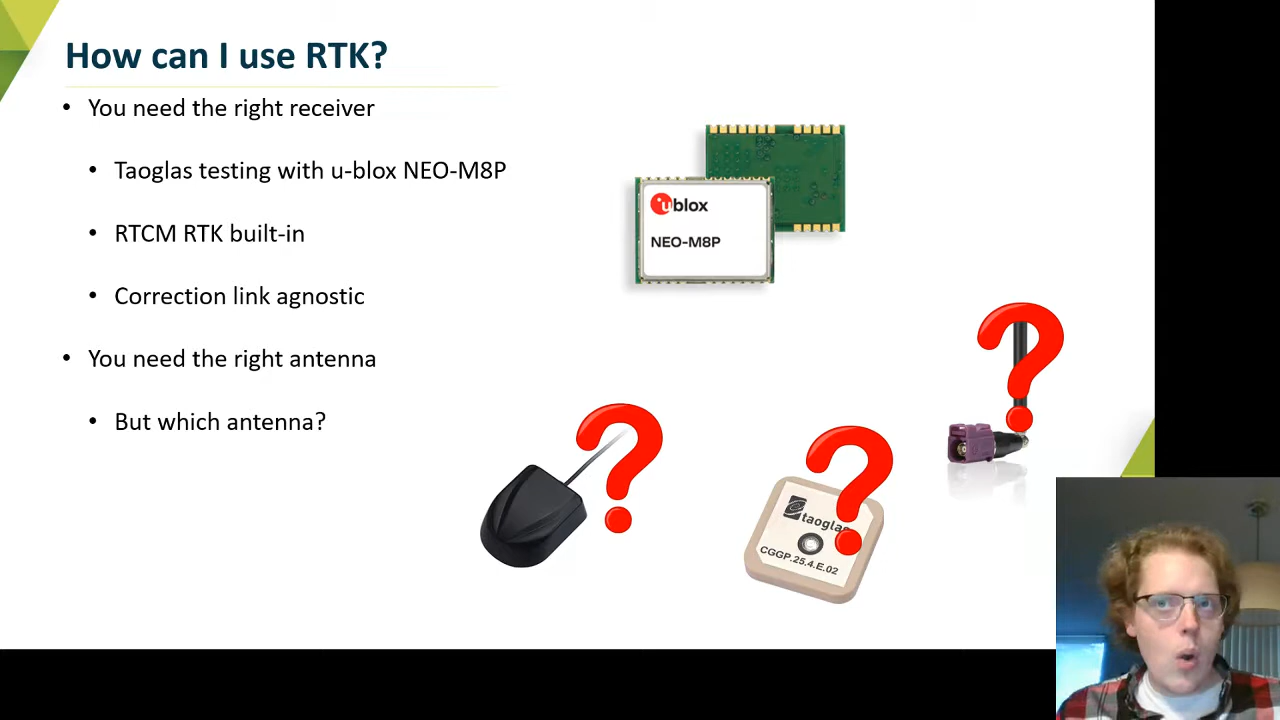 How can I use RTK?
• You need the right receiver
• Taoglas testing with u-blox NEO-M8P
• RTCM RTK built-in
• Correction link agnostic
• You need the right antenna
• But which antenna?
ublox
NEO-M8P
?
?
?
taoglas
CGGP.25.4.E.02